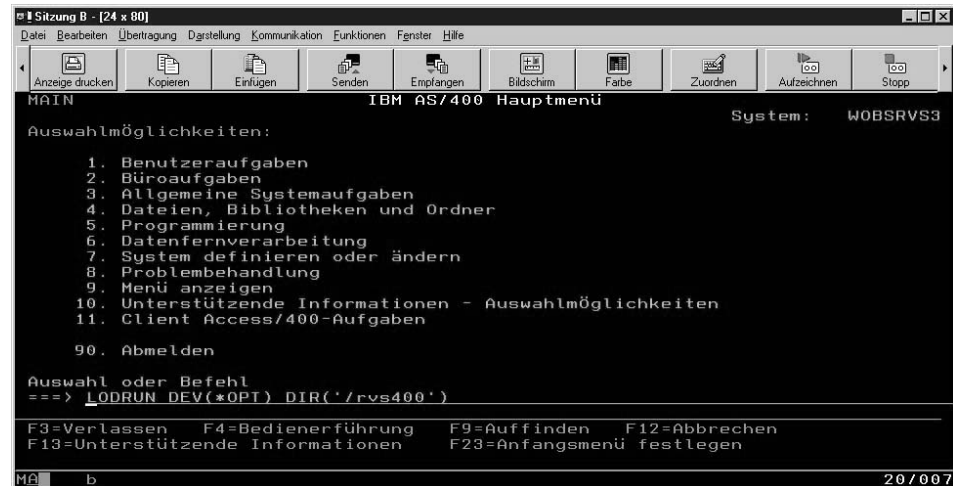 Sitzung B - [24 x 80]
Datei Bearbeiten Übertragung Darstellung Kommunikation Funktionen Fenster Hilfe
Anzeige drucken Kopieren Einfügen Senden Empfangen Bildschirm Farbe Zuordnen Aufzeichnen Stopp
MAIN IBM AS/400 Hauptmenü
System: WOBSRVS3
Auswahlmöglichkeiten:
1. Benutzeraufgaben
2. Büroaufgaben
3. Allgemeine Systemaufgaben
4. Dateien, Bibliotheken und Ordner
5. Programmierung
6. Datenfernverarbeitung
7. System definieren oder ändern
8. Problembehandlung
9. Menü anzeigen
10. Unterstützende Informationen - Auswahlmöglichkeiten
11. Client Access/400-Aufgaben
90. Abmelden
Auswahl oder Befehl
===> LODRUN DEV(*OPT) DIR('/rvs400')
F3=Verlassen F4=Bedienerführung F9=Auffinden F12=Abbrechen
F13=Unterstützende Informationen F23=Anfangsmenü festlegen
MA b 20/007